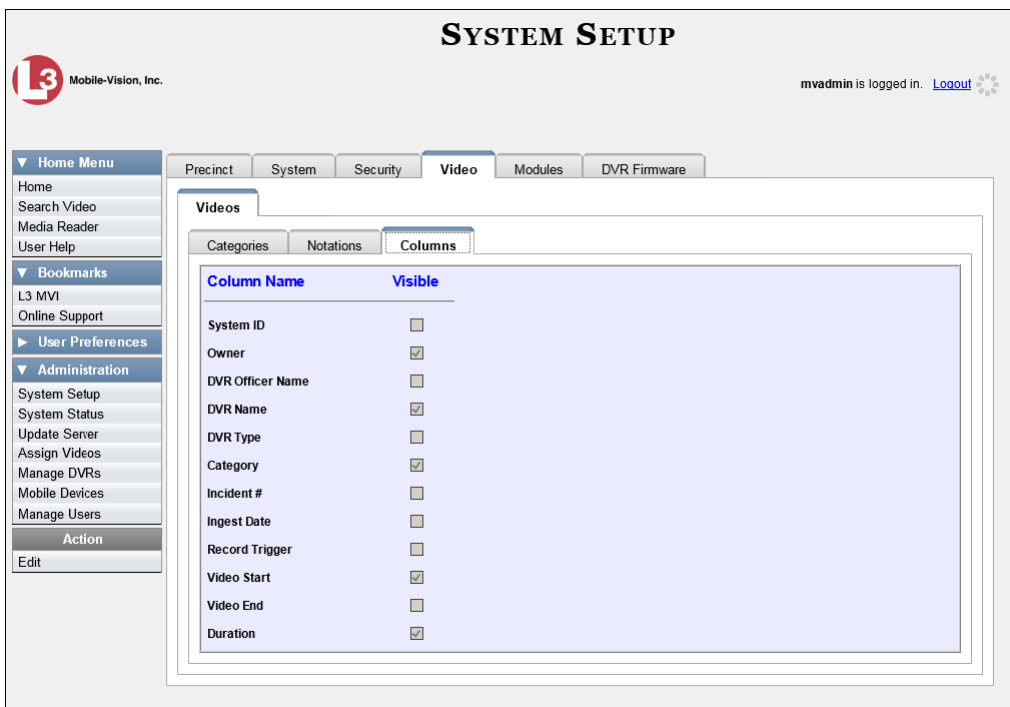 SYSTEM SETUP
L3 Mobile-Vision, Inc.
mvadmin is logged in. Logout
Home Menu
Home
Search Video
Media Reader
User Help
Bookmarks
L3 MVI
Online Support
User Preferences
Administration
System Setup
System Status
Update Server
Assign Videos
Manage DVRs
Mobile Devices
Manage Users
Action
Edit
Precinct System Security Video Modules DVR Firmware
Videos
Categories Notations Columns
Column Name Visible
System ID
Owner
DVR Officer Name
DVR Name
DVR Type
Category
Incident #
Ingest Date
Record Trigger
Video Start
Video End
Duration